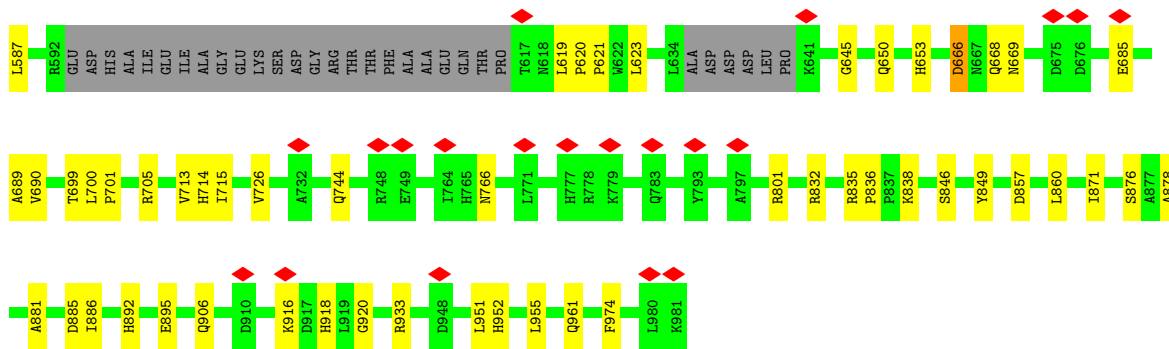 L587 R592 GLU ASP HIS ALA ILE GLU ILE ALA GLY GLU LYS SER ASP GLY ARG THR THR PHE ALA ALA GLU GLN THR PRO T617 N618 L619 P620 P621 W622 L623 L634 ALA ASP ASP ASP LEU PRO K641 G645 Q650 H653 D666 N667 Q668 N669 D675 D676 E685
A689 V690 T699 L700 P701 R705 V713 H714 I715 V726 A732 Q744 R748 E749 I764 H765 N766 L771 H777 R778 K779 Q783 Y793 A797 R801 R832 R835 P836 P837 K838 S846 Y849 D857 L860 I871 S876 A877 A878
A881 D885 I886 H892 E895 Q906 D910 K916 D917 H918 L919 G920 R933 D948 L951 H952 L955 Q961 F974 L980 K981